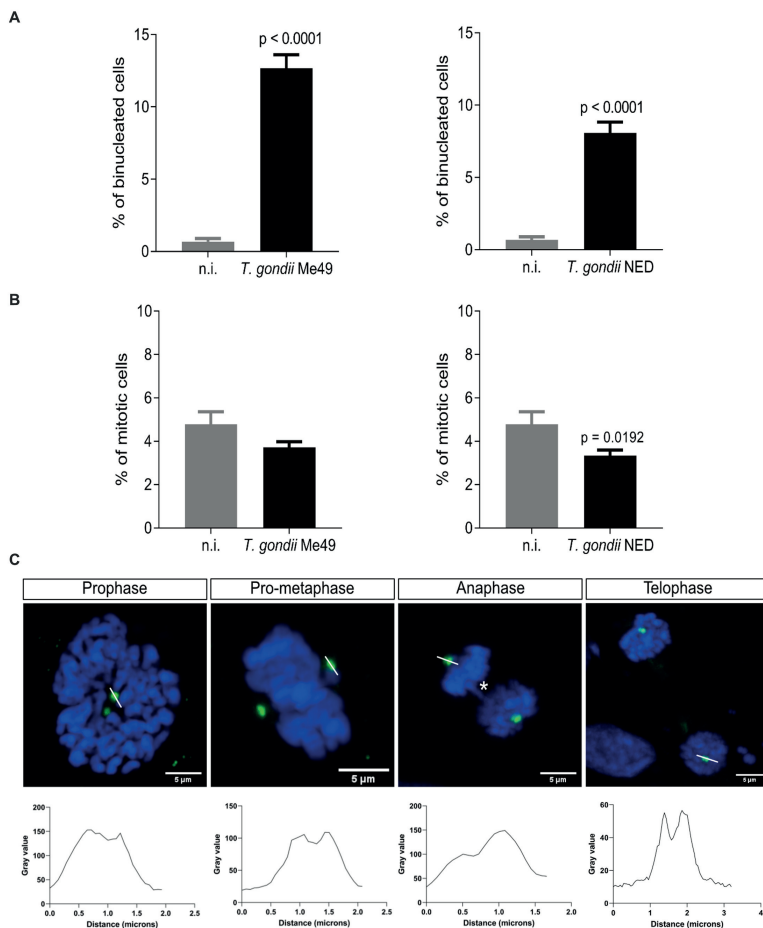 A
% of binucleated cells
15
10
5
0
p < 0.0001
n.i.
T. gondii Me49
% of binucleated cells
15
10
5
0
p < 0.0001
n.i.
T. gondii NED
B
% of mitotic cells
10
8
6
4
2
0
n.i.
T. gondii Me49
% of mitotic cells
10
8
6
4
2
0
p = 0.0192
n.i.
T. gondii NED
C
Prophase
Pro-metaphase
Anaphase
Telophase
*
5 µm
5 µm
5 µm
5 µm
Gray value
200
150
100
50
0
0.0 0.5 1.0 1.5 2.0 2.5
Distance (microns)
Gray value
150
100
50
0
0.0 0.5 1.0 1.5 2.0 2.5
Distance (microns)
Gray value
200
150
100
50
0
0.0 0.5 1.0 1.5 2.0
Distance (microns)
Gray value
60
40
20
0
0 1 2 3 4
Distance (microns)